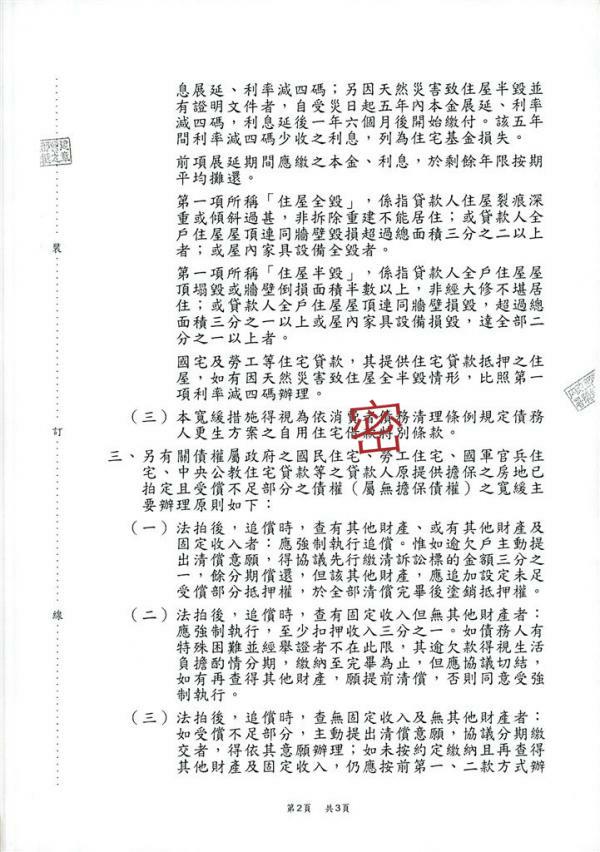 息展延、利率減四碼；另因天然災害致住屋半毀並
有證明文件者，自受災日起五年內本金展延、利率
減四碼，利息延後一年六個月後開始繳付。該五年
間利率減四碼少收之利息，列為住宅基金損失。
前項展延期間應繳之本金、利息，於剩餘年限按期
平均攤還。
第一項所稱「住屋全毀」，係指貸款人住屋裂痕深
重或傾斜過甚，非拆除重建不能居住；或貸款人全
戶住屋屋頂連同牆壁毀損超過總面積三分之二以上
者；或屋內家具設備全毀者。
第一項所稱「住屋半毀」，係指貸款人全戶住屋屋
頂塌毀或牆壁倒損面積半數以上，非經大修不堪居
住；或貸款人全戶住屋屋頂連同牆壁毀損，超過總
面積三分之一以上或屋內家具設備損毀，達全部二
分之一以上者。
國宅及勞工等住宅貸款，其提供住宅貸款抵押之住
屋，如有因天然災害致住屋全半毀情形，比照第一
項利率減四碼辦理。
（三）本寬緩措施得視為依消費者債務清理條例規定債務
人更生方案之自用住宅借款特別條款。
密
三、另有關債權屬政府之國民住宅、勞工住宅、國軍官兵住
宅、中央公教住宅貸款等之貸款人原提供擔保之房地已
拍定且受償不足部分之債權（屬無擔保債權）之寬緩主
要辦理原則如下：
（一）法拍後，追償時，查有其他財產、或有其他財產及
固定收入者：應強制執行追償。惟如逾欠戶主動提
出清償意願，得協議先行繳清訴訟標的金額三分之
一，餘分期償還，但該其他財產，應追加設定未足
受償部分抵押權，於全部清償完畢後塗銷抵押權。
（二）法拍後，追償時，查有固定收入但無其他財產者：
應強制執行，至少扣押收入三分之一。如債務人有
特殊困難並經舉證者不在此限，其逾欠款得視生活
負擔酌情分期，繳納至完畢為止，但應協議切結，
如有再查得其他財產，願提前清償，否則同意受強
制執行。
（三）法拍後，追償時，查無固定收入及無其他財產者：
如受償不足部分，主動提出清償意願，協議分期繳
交者，得依其意願辦理；如未按約定繳納且再查得
其他財產及固定收入，仍應按前第一、二款方式辦
裝
訂
線
第2頁 共3頁